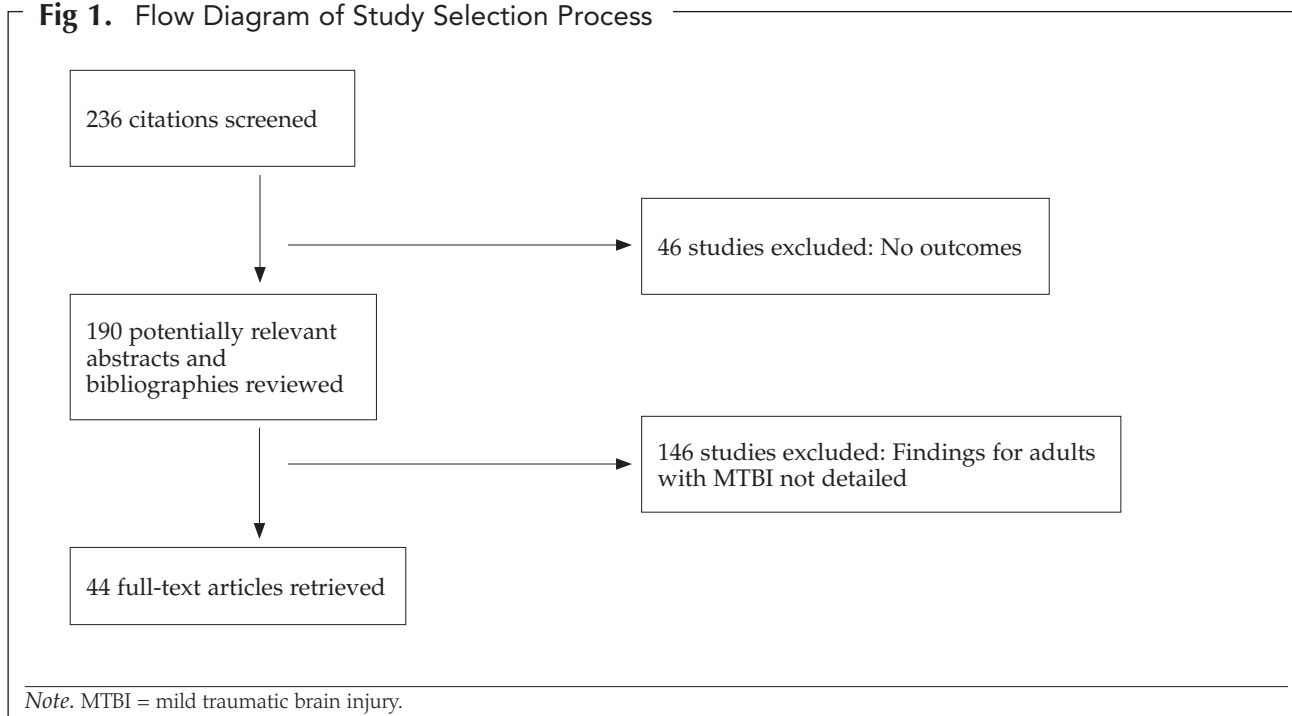 Fig 1. Flow Diagram of Study Selection Process
236 citations screened
46 studies excluded: No outcomes
190 potentially relevant
abstracts and
bibliographies reviewed
146 studies excluded: Findings for adults
with MTBI not detailed
44 full-text articles retrieved
Note. MTBI = mild traumatic brain injury.